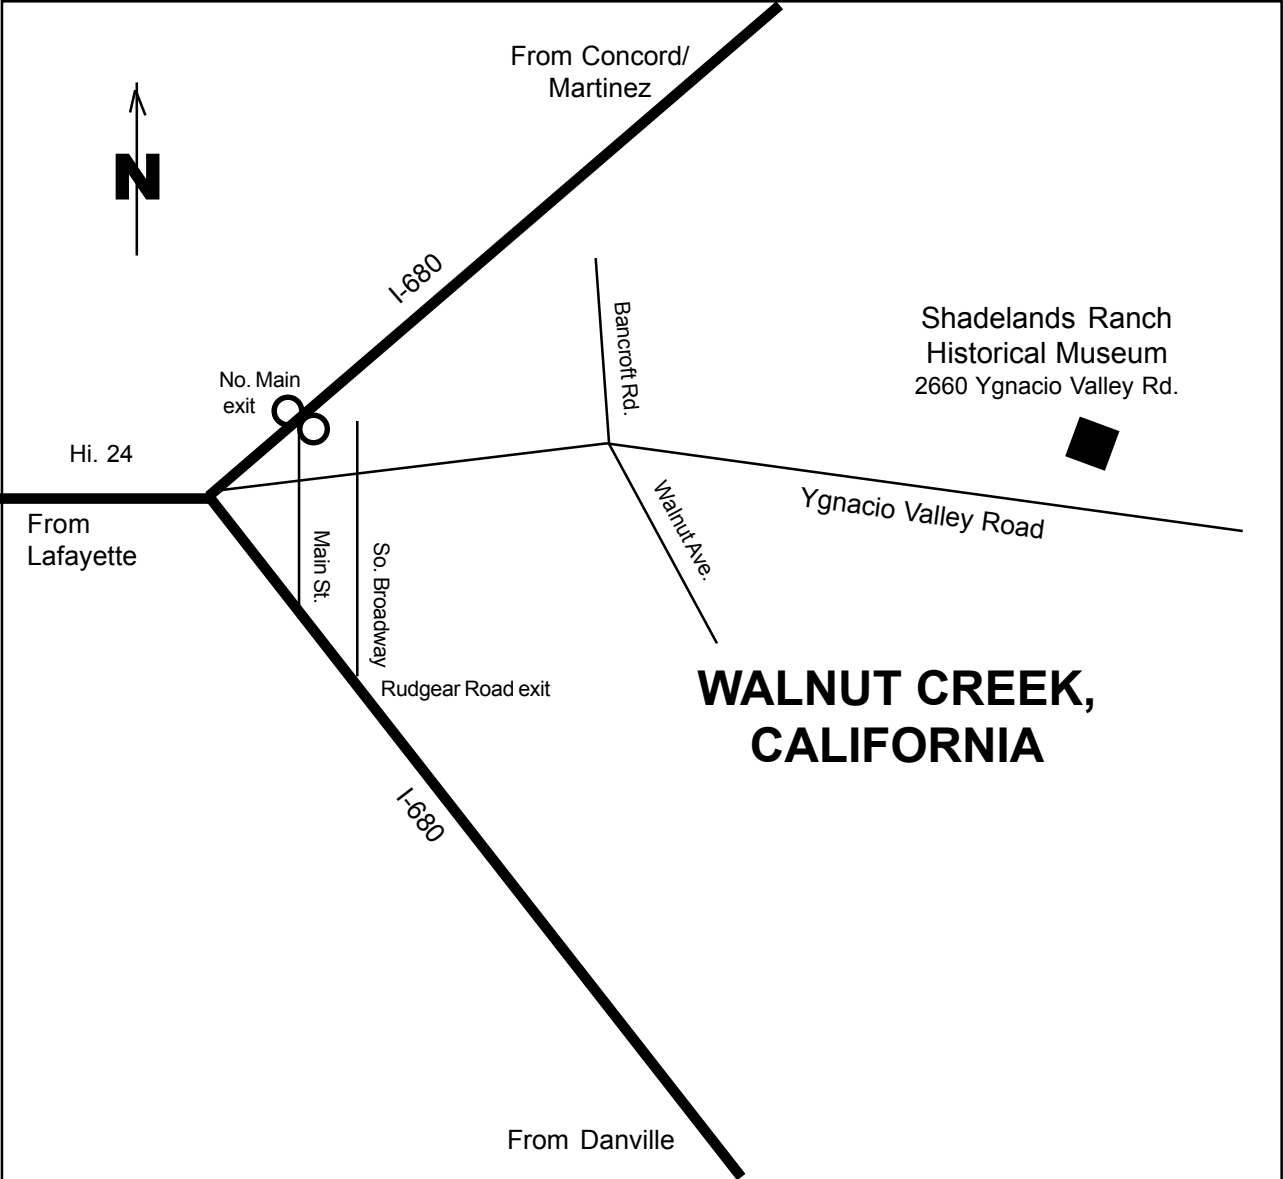 From Concord/
Martinez
N
I-680
Bancroft Rd.
Shadelands Ranch
Historical Museum
2660 Ygnacio Valley Rd.
No. Main
exit
Hi. 24
From
Lafayette
Main St.
So. Broadway
Walnut Ave.
Ygnacio Valley Road
Rudgear Road exit
WALNUT CREEK,
CALIFORNIA
I-680
From Danville